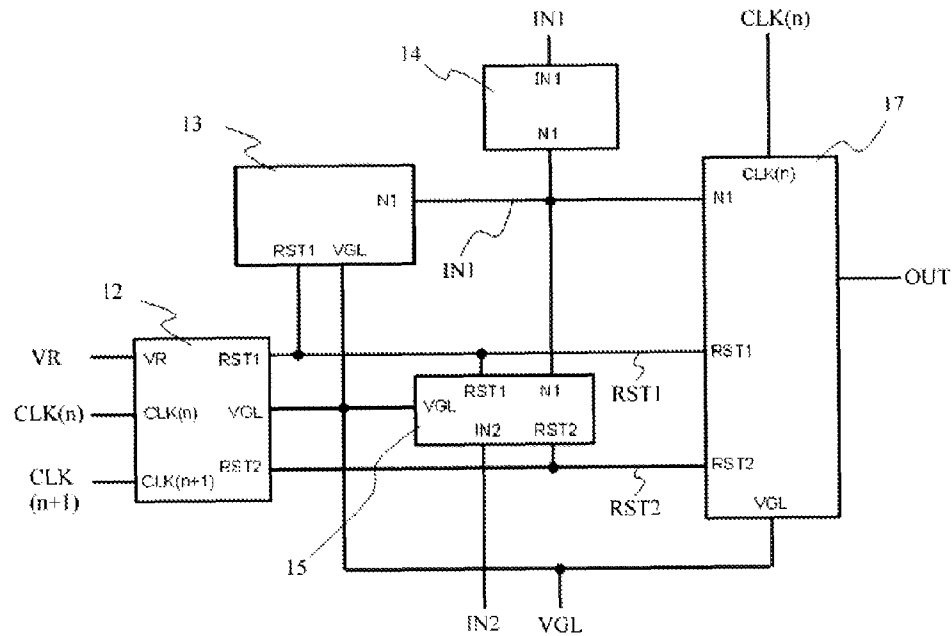 IN1
CLK(n)
14
IN1
N1
17
CLK(n)
13
N1
N1
IN1
RST1 VGL
OUT
12
VR
VR
RST1
RST1
RST1
N1
RST1
CLK(n)
CLK(n)
VGL
VGL
IN2
RST2
CLK
(n+1)
CLK(n+1)
RST2
RST2
RST2
VGL
15
IN2
VGL